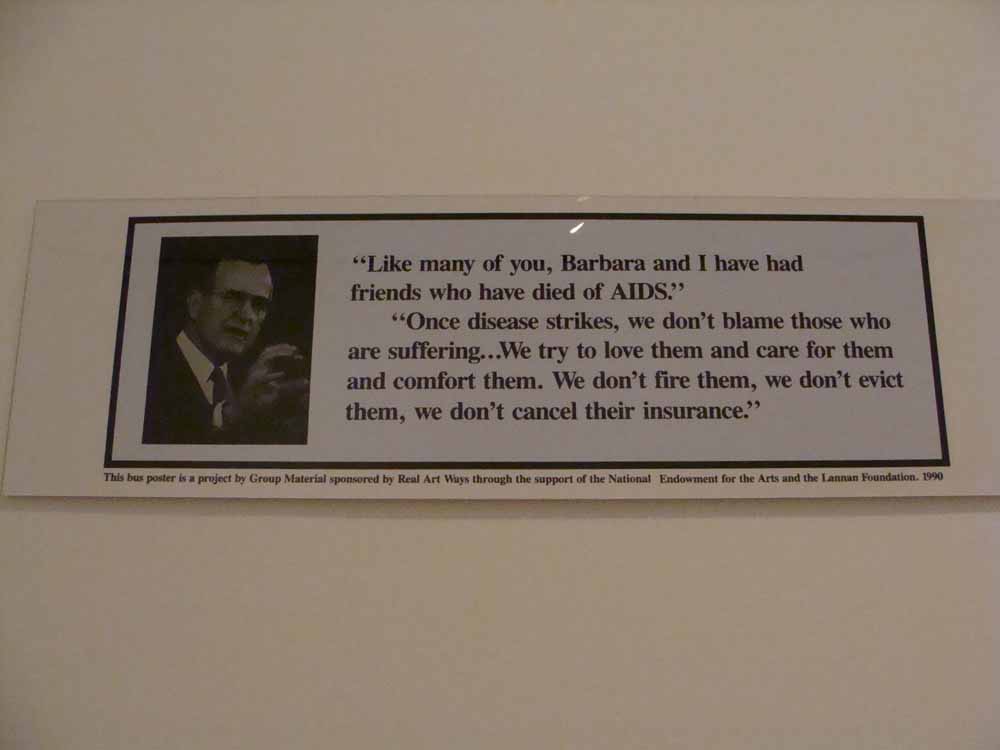 “Like many of you, Barbara and I have had
friends who have died of AIDS.”
“Once disease strikes, we don’t blame those who
are suffering...We try to love them and care for them
and comfort them. We don’t fire them, we don’t evict
them, we don’t cancel their insurance.”
This bus poster is a project by Group Material sponsored by Real Art Ways through the support of the National Endowment for the Arts and the Lannan Foundation. 1990